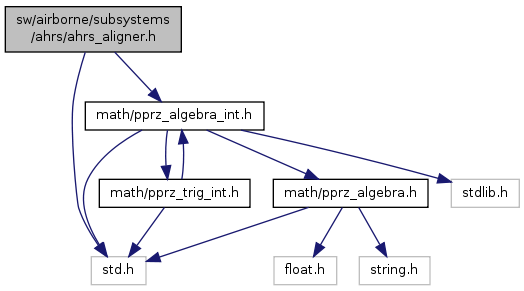 sw/airborne/subsystems
/ahrs/ahrs_aligner.h
math/pprz_algebra_int.h
math/pprz_trig_int.h
math/pprz_algebra.h
stdlib.h
std.h
float.h
string.h